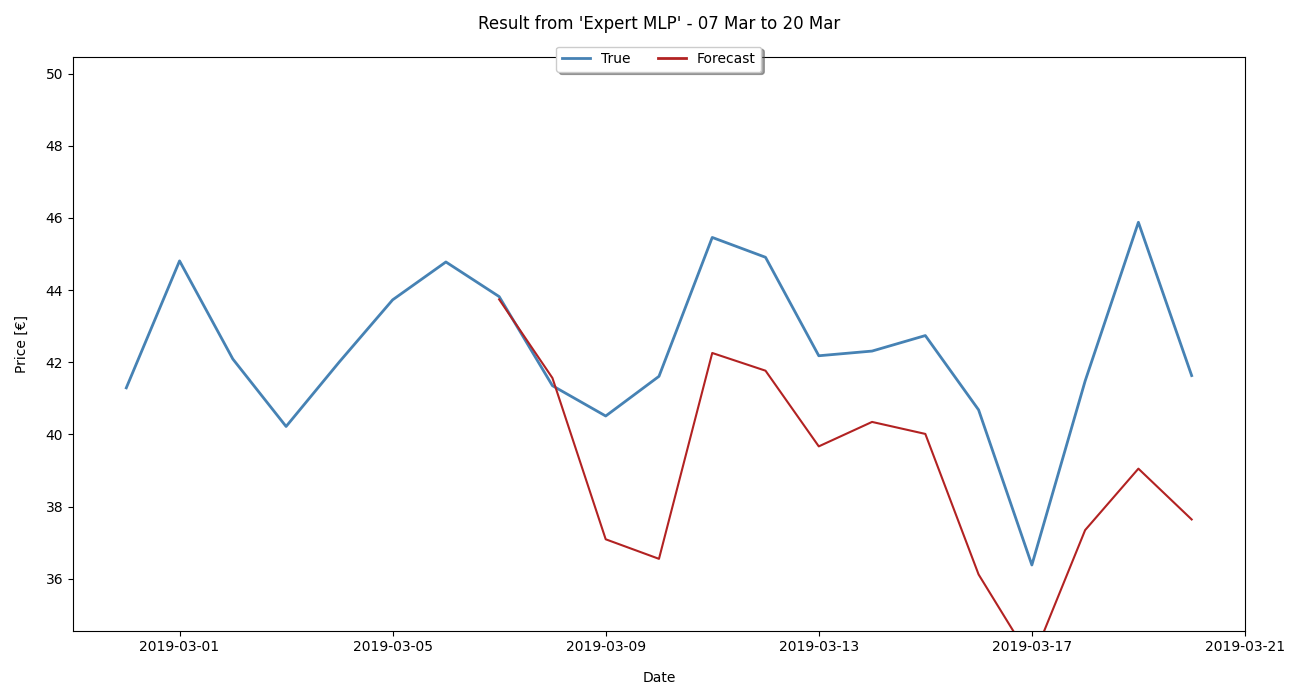 Result from 'Expert MLP' - 07 Mar to 20 Mar
True Forecast
50
48
46
44
42
40
38
36
Price [€]
2019-03-01 2019-03-05 2019-03-09 2019-03-13 2019-03-17 2019-03-21
Date